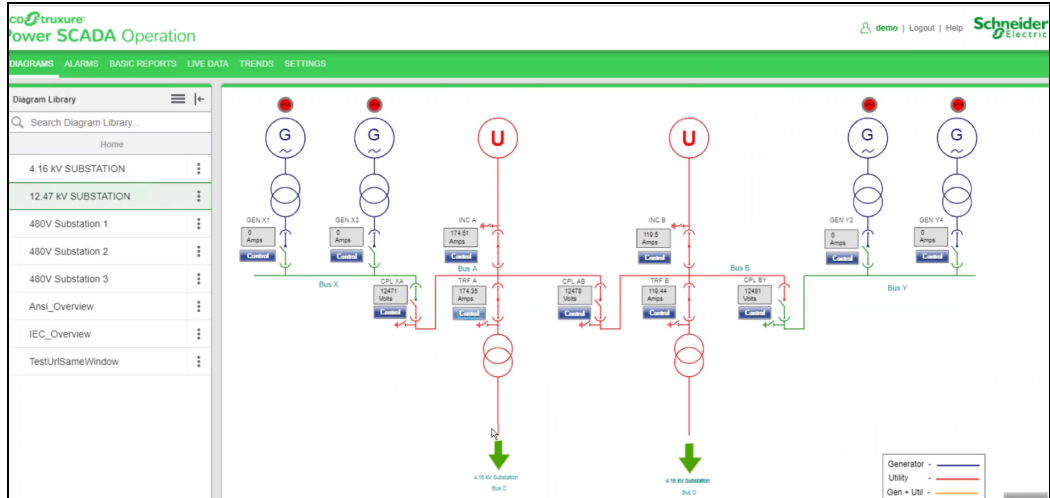 co Struxure
Power SCADA Operation
demo | Logout | Help
Schneider
Electric
DIAGRAMS ALARMS BASIC REPORTS LIVE DATA TRENDS SETTINGS
Diagram Library
Search Diagram Library...
Home
4.16 kV SUBSTATION
12.47 kV SUBSTATION
480V Substation 1
480V Substation 2
480V Substation 3
Ansi_Overview
IEC_Overview
TestUrlSameWindow
G
G
U
U
G
G
GEN X1
0
Amps
Control
GEN X3
0
Amps
Control
INC A
174.51
Amps
Control
INC B
119.5
Amps
Control
GEN Y2
0
Amps
Control
GEN Y4
0
Amps
Control
Bus X
Bus A
Bus B
Bus Y
CPL XA
12471
Volts
Control
TRF A
174.35
Amps
Control
CPL AB
12478
Volts
Control
TRF B
119.44
Amps
Control
CPL BY
12481
Volts
Control
4.16 kV Substation
Bus C
4.16 kV Substation
Bus D
Generator -
Utility -
Gen + Util -